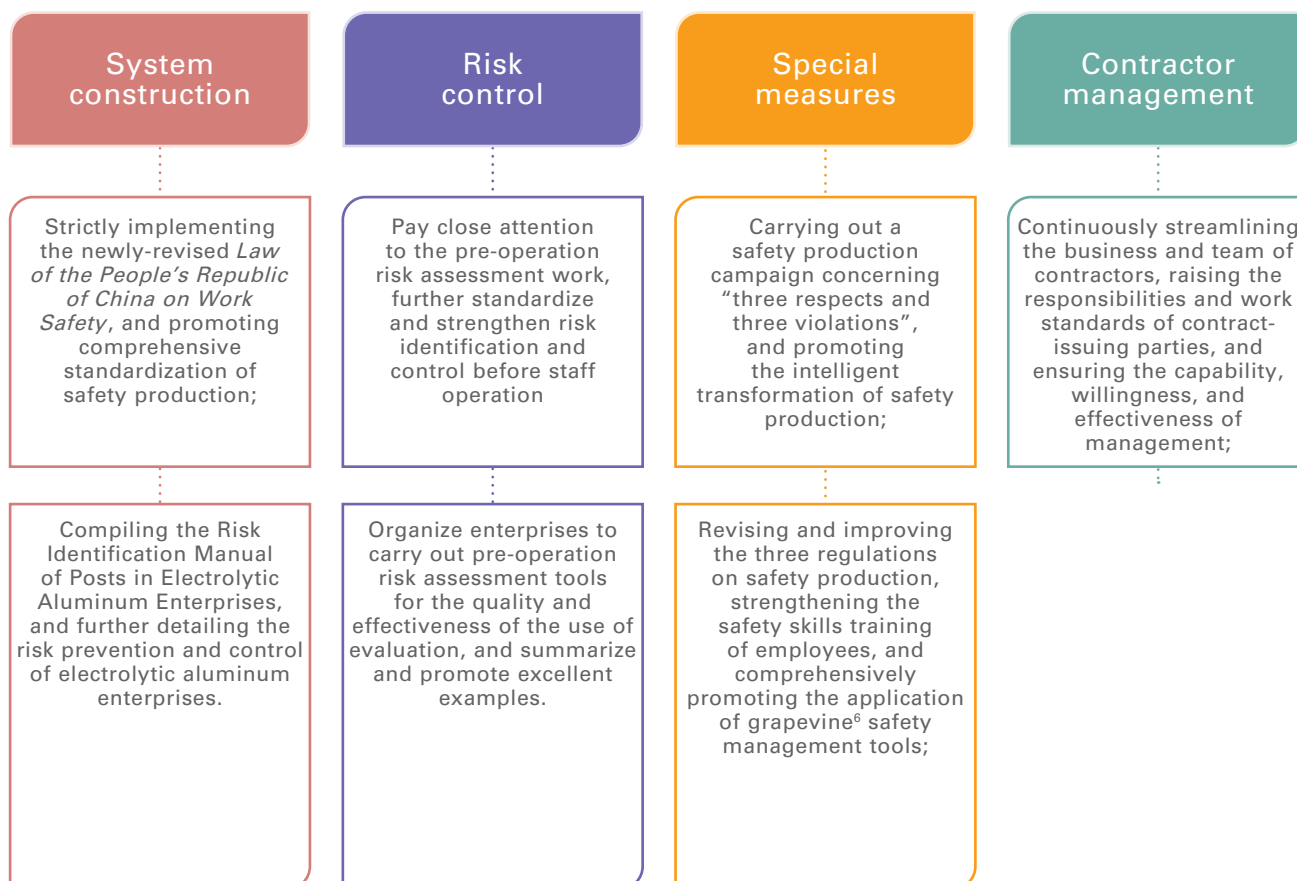 System
construction
Strictly implementing
the newly-revised Law
of the People's Republic
of China on Work
Safety, and promoting
comprehensive
standardization of
safety production;
Compiling the Risk
Identification Manual
of Posts in Electrolytic
Aluminum Enterprises,
and further detailing the
risk prevention and control
of electrolytic aluminum
enterprises.
Risk
control
Pay close attention
to the pre-operation
risk assessment work,
further standardize
and strengthen risk
identification and
control before staff
operation
Organize enterprises to
carry out pre-operation
risk assessment tools
for the quality and
effectiveness of the use of
evaluation, and summarize
and promote excellent
examples.
Special
measures
Carrying out a
safety production
campaign concerning
“three respects and
three violations”,
and promoting
the intelligent
transformation of safety
production;
Revising and improving
the three regulations
on safety production,
strengthening the
safety skills training
of employees, and
comprehensively
promoting the application
of grapevine⁶ safety
management tools;
Contractor
management
Continuously streamlining
the business and team of
contractors, raising the
responsibilities and work
standards of contract-
issuing parties, and
ensuring the capability,
willingness, and
effectiveness of
management;